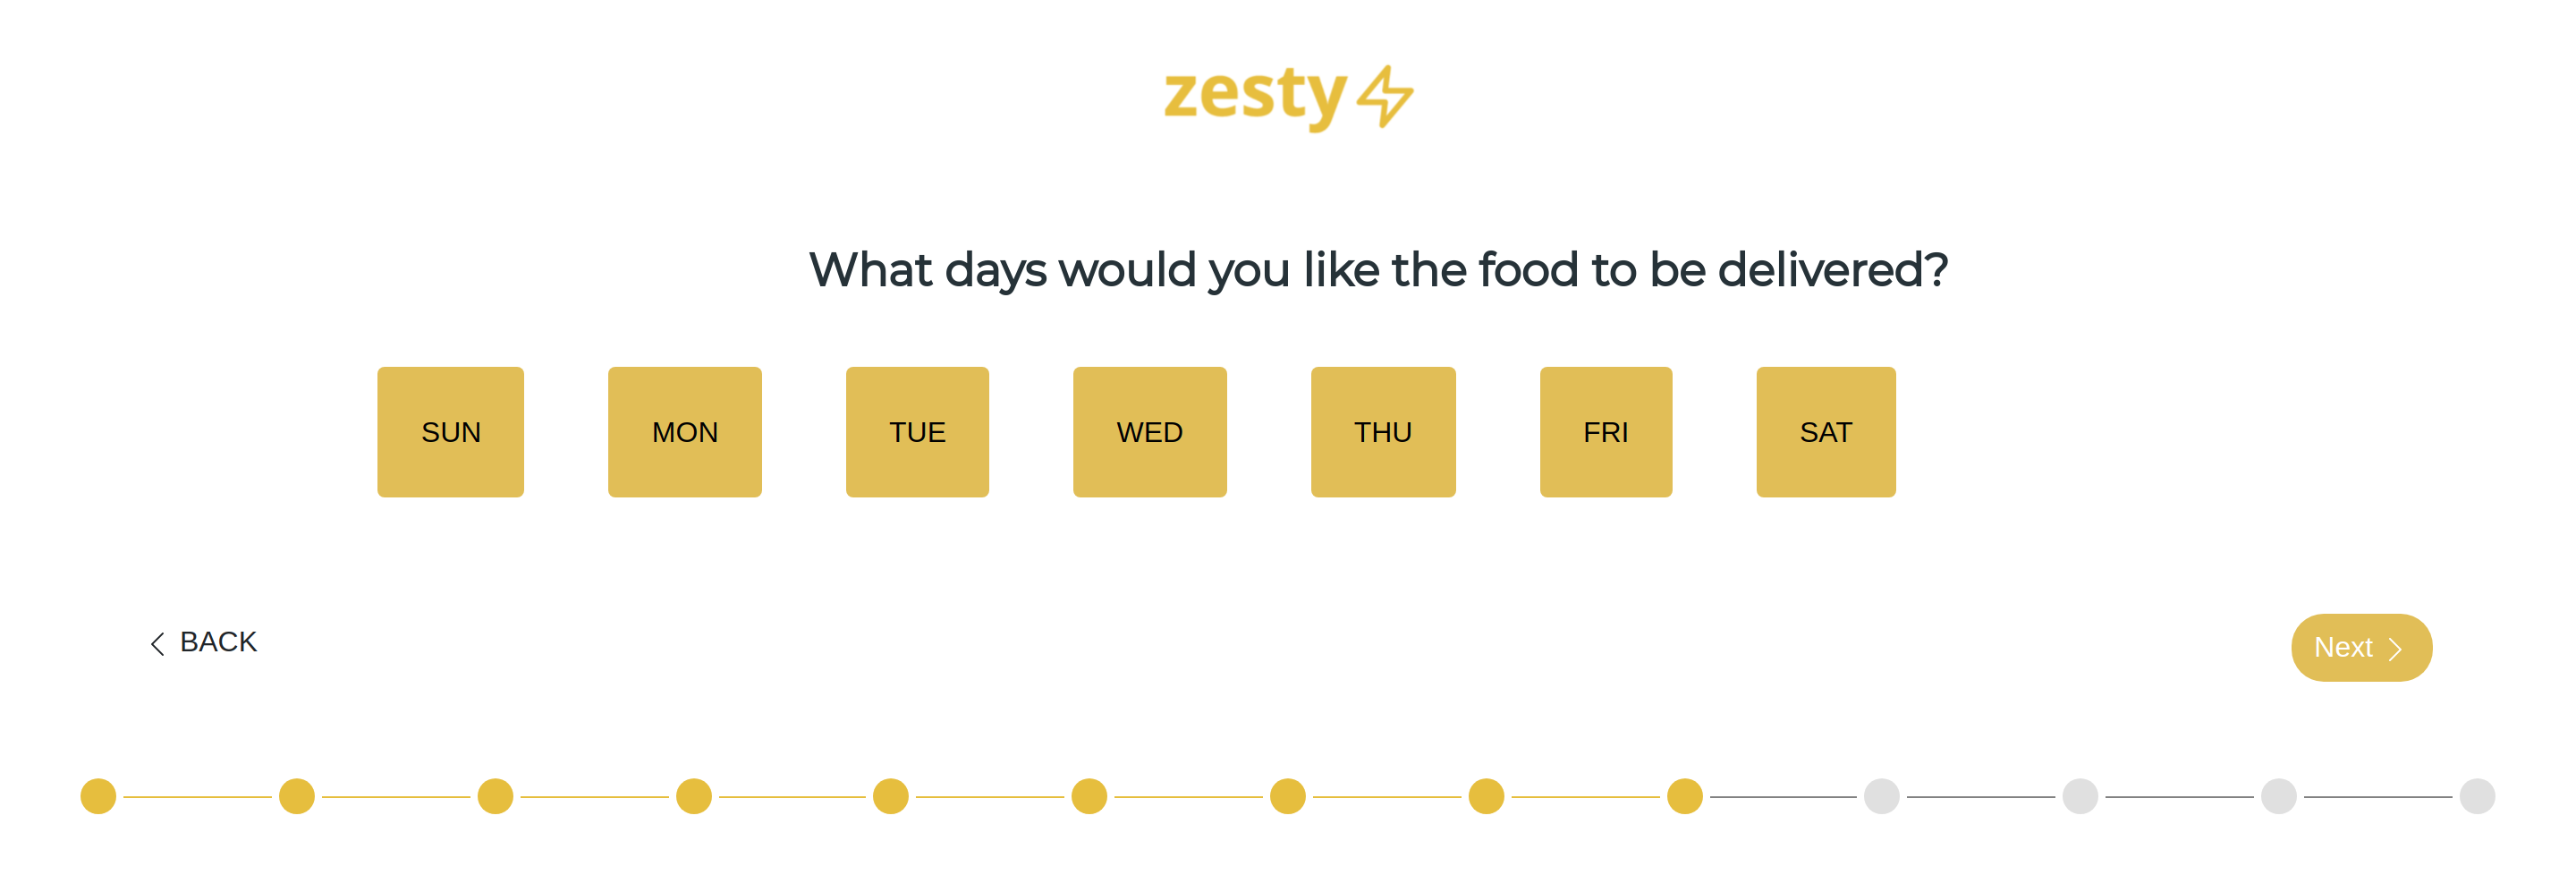 zesty
What days would you like the food to be delivered?
SUN MON TUE WED THU FRI SAT
BACK
Next